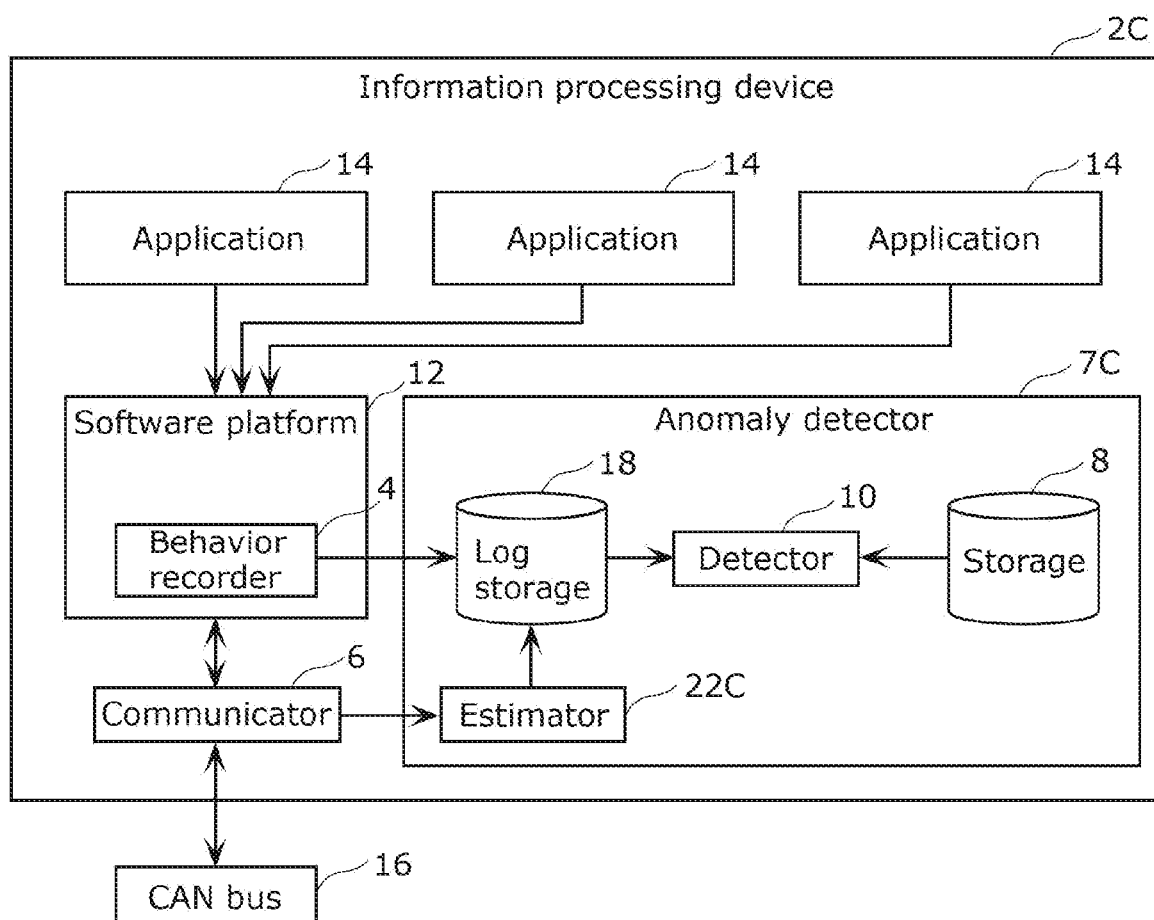 2C
Information processing device
14
14
14
Application
Application
Application
12
7C
Software platform
Anomaly detector
18
8
4
10
Behavior
recorder
Log
storage
Detector
Storage
6
22C
Communicator
Estimator
16
CAN bus